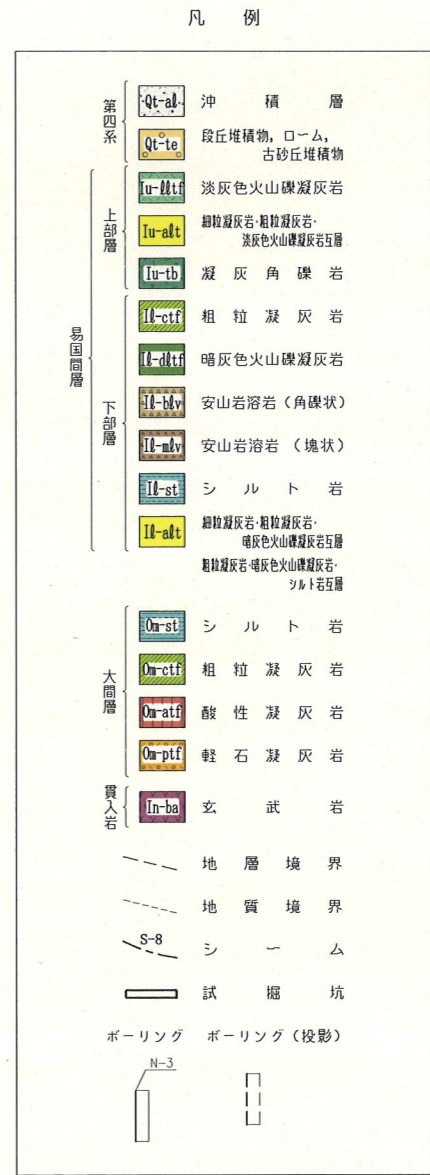 凡例
第四系
Qt-al 沖積層
Qt-te 段丘堆積物，ローム，
古砂丘堆積物
易国間層
上部層
Iu-lltf 淡灰色火山礫凝灰岩
Iu-alt 細粒凝灰岩・粗粒凝灰岩・
淡灰色火山礫凝灰岩互層
Iu-tb 凝灰角礫岩
下部層
Il-ctf 粗粒凝灰岩
Il-dltf 暗灰色火山礫凝灰岩
Il-blv 安山岩溶岩（角礫状）
Il-mlv 安山岩溶岩（塊状）
Il-st シルト岩
Il-alt 細粒凝灰岩・粗粒凝灰岩・
暗灰色火山礫凝灰岩互層
粗粒凝灰岩・暗灰色火山礫凝灰岩・
シルト岩互層
大間層
Om-st シルト岩
Om-ctf 粗粒凝灰岩
Om-atf 酸性凝灰岩
Om-ptf 軽石凝灰岩
貫入岩
In-ba 玄武岩
地層境界
地質境界
S-8 シーム
試掘坑
ボーリング ボーリング（投影）
N-3